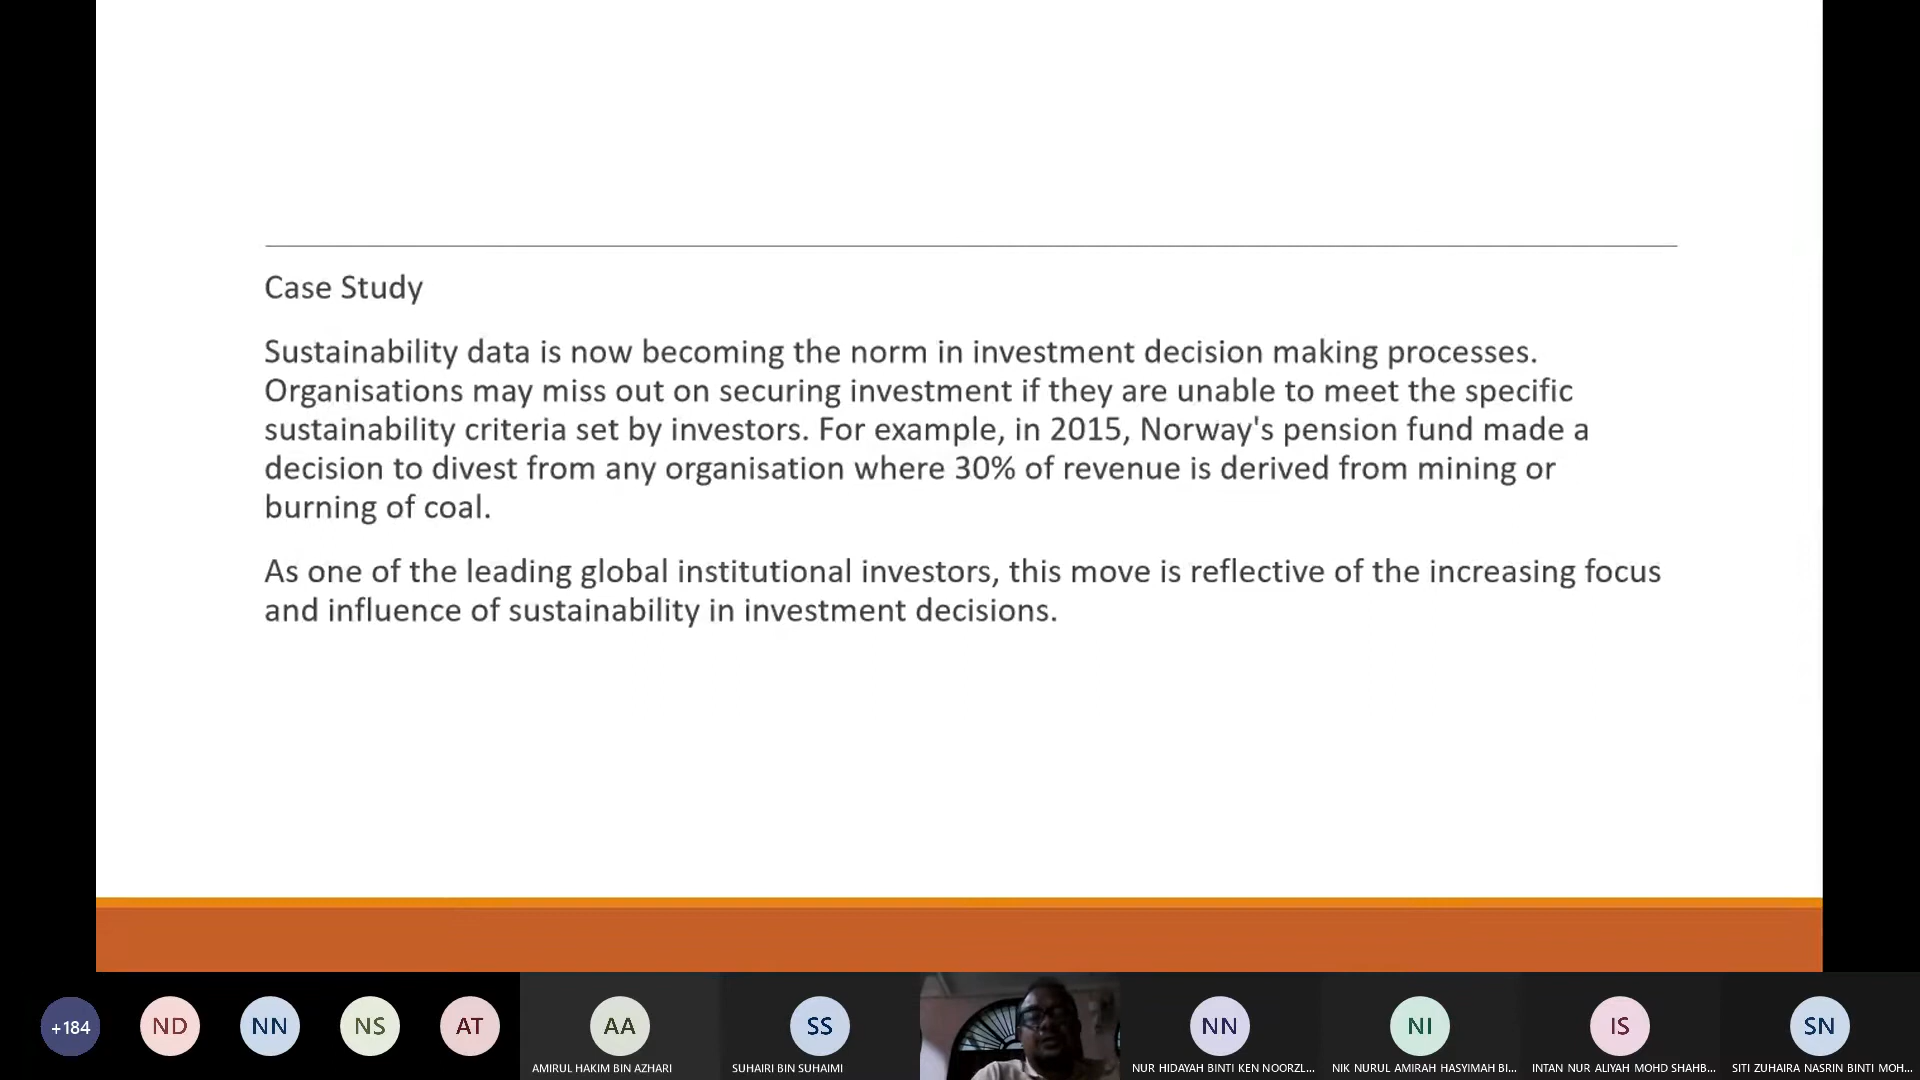 Case Study
Sustainability data is now becoming the norm in investment decision making processes.
Organisations may miss out on securing investment if they are unable to meet the specific
sustainability criteria set by investors. For example, in 2015, Norway's pension fund made a
decision to divest from any organisation where 30% of revenue is derived from mining or
burning of coal.
As one of the leading global institutional investors, this move is reflective of the increasing focus
and influence of sustainability in investment decisions.
+184
ND
NN
NS
AT
AA
SS
NN
NI
IS
SN
AMIRUL HAKIM BIN AZHARI
SUHAIRI BIN SUHAIMI
NUR HIDAYAH BINTI KEN NOORZL...
NIK NURUL AMIRAH HASYIMAH BI...
INTAN NUR ALIYAH MOHD SHAHB...
SITI ZUHAIRA NASRIN BINTI MOH...